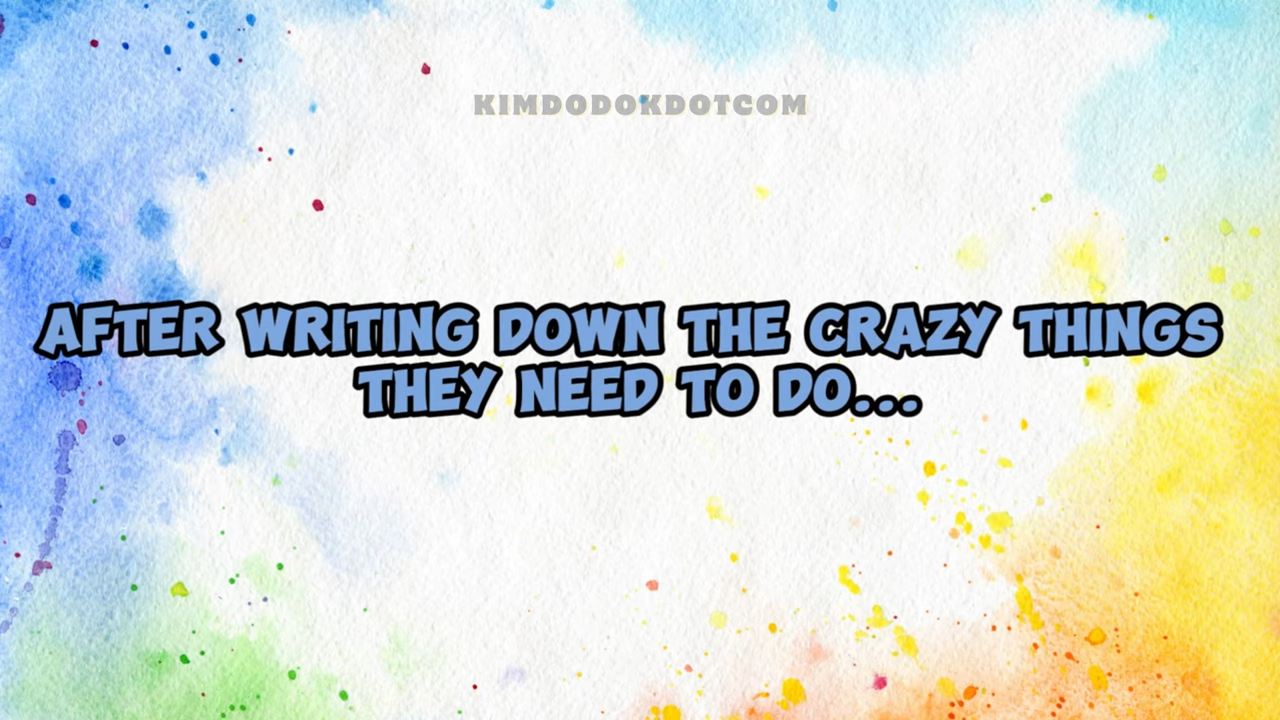 KIMDODOKDOTCOM
AFTER WRITING DOWN THE CRAZY THINGS
THEY NEED TO DO...